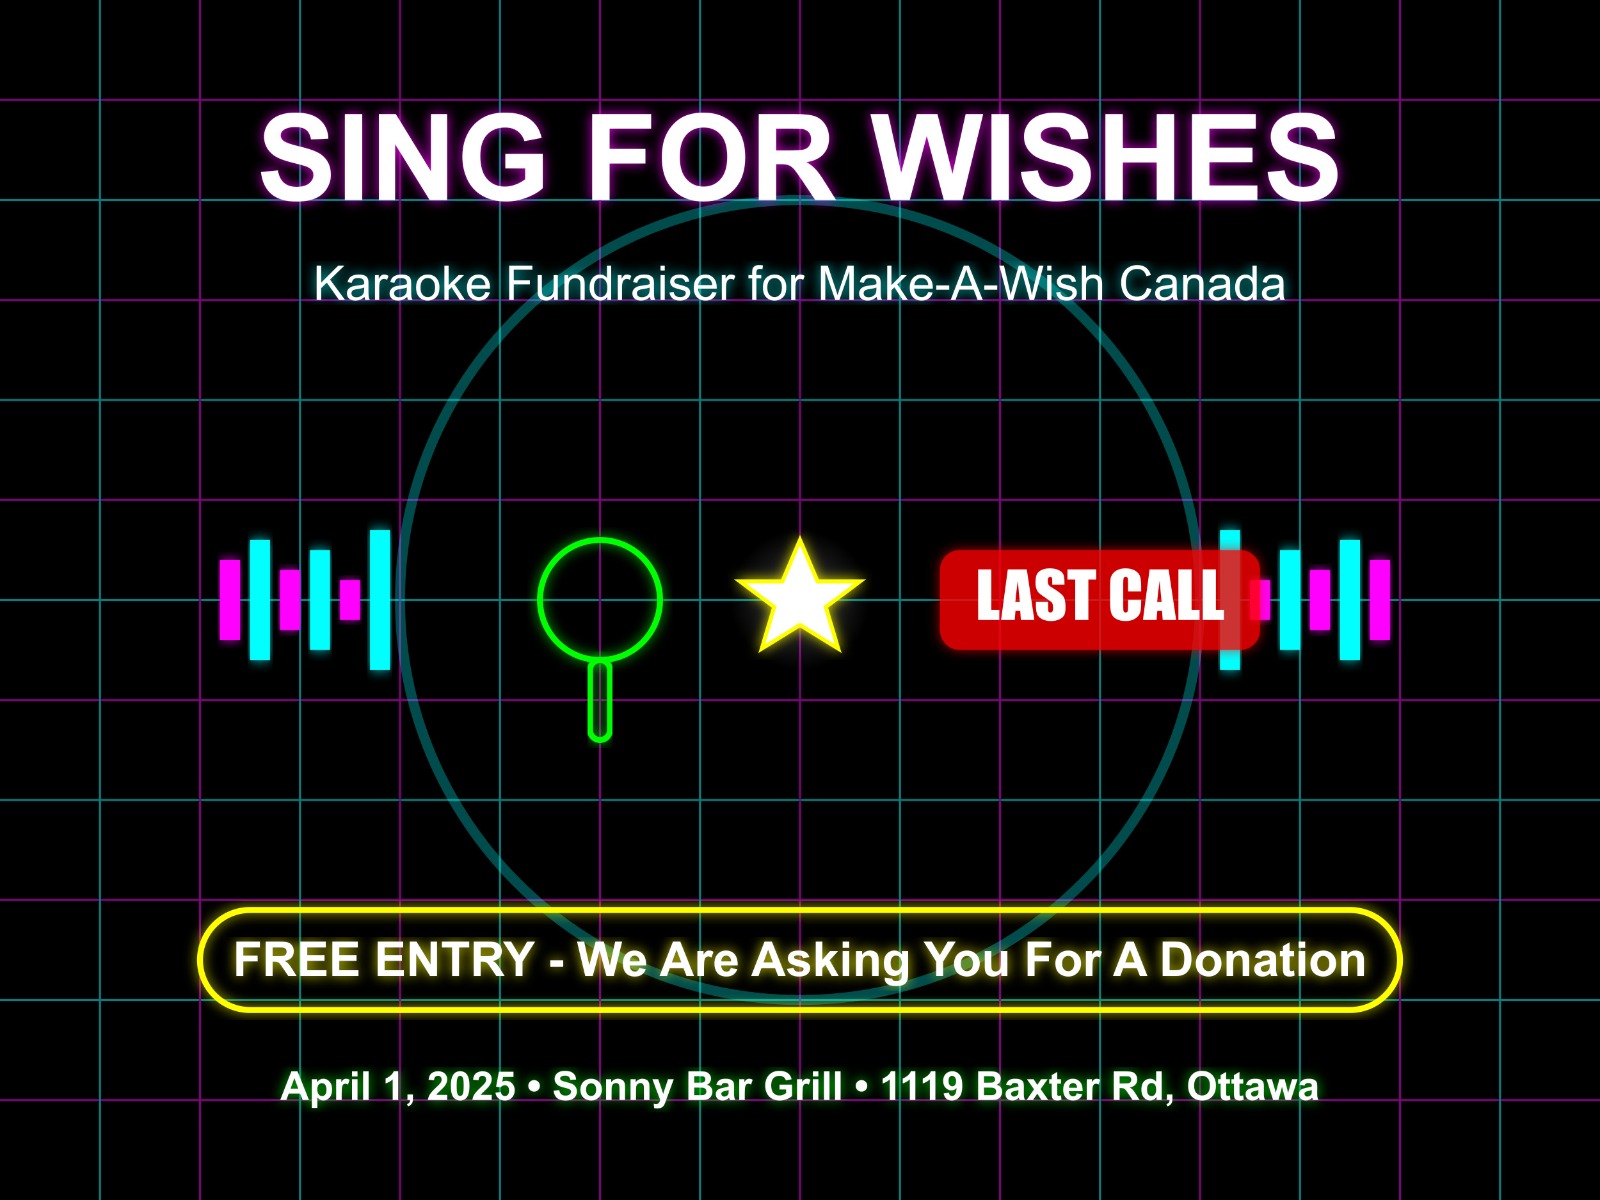 SING FOR WISHES
Karaoke Fundraiser for Make-A-Wish Canada
LAST CALL
FREE ENTRY - We Are Asking You For A Donation
April 1, 2025 • Sonny Bar Grill • 1119 Baxter Rd, Ottawa